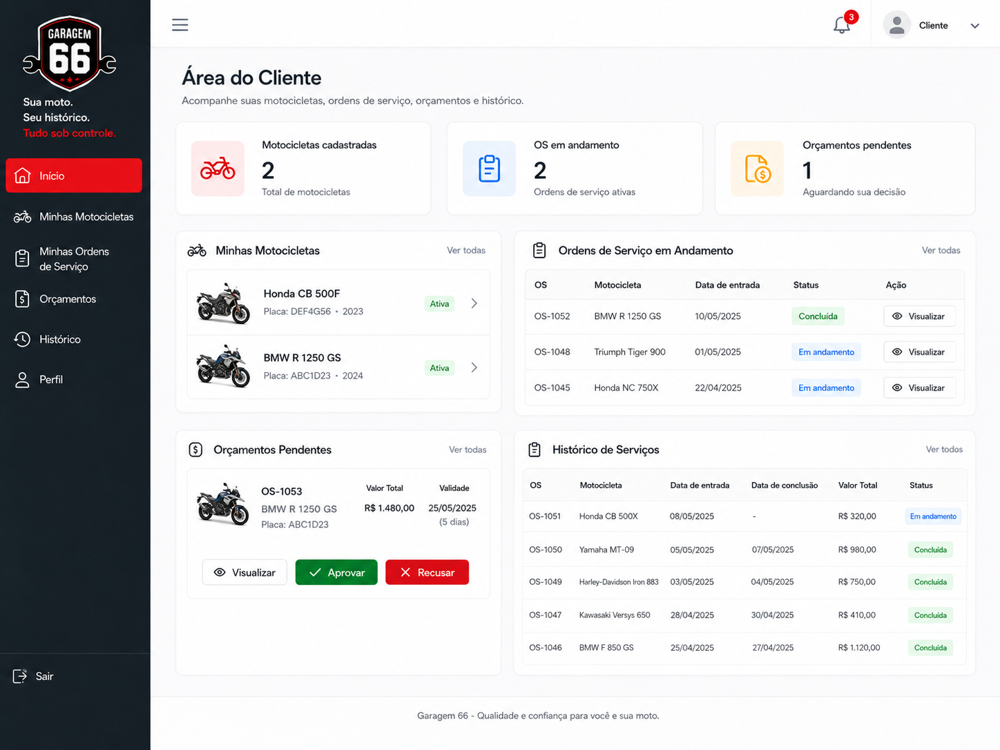 GARAGEM
66
Sua moto.
Seu histórico.
Tudo sob controle.
Início
Minhas Motocicletas
Minhas Ordens
de Serviço
Orçamentos
Histórico
Perfil
Sair
3
Cliente
Área do Cliente
Acompanhe suas motocicletas, ordens de serviço, orçamentos e histórico.
Motocicletas cadastradas
2
Total de motocicletas
OS em andamento
2
Ordens de serviço ativas
Orçamentos pendentes
1
Aguardando sua decisão
Minhas Motocicletas Ver todas
Honda CB 500F
Placa: DEF4G56 • 2023
Ativa
BMW R 1250 GS
Placa: ABC1D23 • 2024
Ativa
Ordens de Serviço em Andamento Ver todas
OS Motocicleta Data de entrada Status Ação
OS-1052 BMW R 1250 GS 10/05/2025 Concluída Visualizar
OS-1048 Triumph Tiger 900 01/05/2025 Em andamento Visualizar
OS-1045 Honda NC 750X 22/04/2025 Em andamento Visualizar
Orçamentos Pendentes Ver todas
OS-1053
BMW R 1250 GS
Placa: ABC1D23
Valor Total
R$ 1.480,00
Validade
25/05/2025
(5 dias)
Visualizar Aprovar Recusar
Histórico de Serviços Ver todos
OS Motocicleta Data de entrada Data de conclusão Valor Total Status
OS-1051 Honda CB 500X 08/05/2025 - R$ 320,00 Em andamento
OS-1050 Yamaha MT-09 05/05/2025 07/05/2025 R$ 980,00 Concluída
OS-1049 Harley-Davidson Iron 883 03/05/2025 04/05/2025 R$ 750,00 Concluída
OS-1047 Kawasaki Versys 650 28/04/2025 30/04/2025 R$ 410,00 Concluída
OS-1046 BMW F 850 GS 25/04/2025 27/04/2025 R$ 1.120,00 Concluída
Garagem 66 - Qualidade e confiança para você e sua moto.